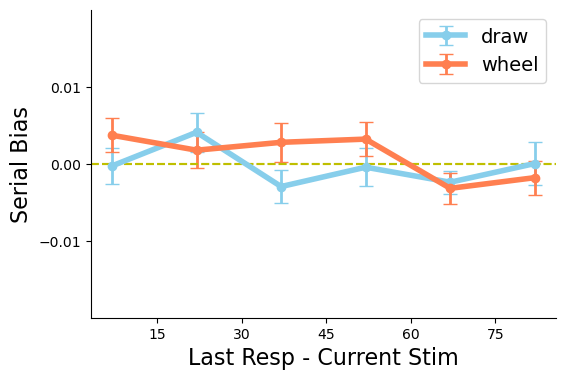 draw
wheel
0.01
0.00
−0.01
Serial Bias
15 30 45 60 75
Last Resp - Current Stim